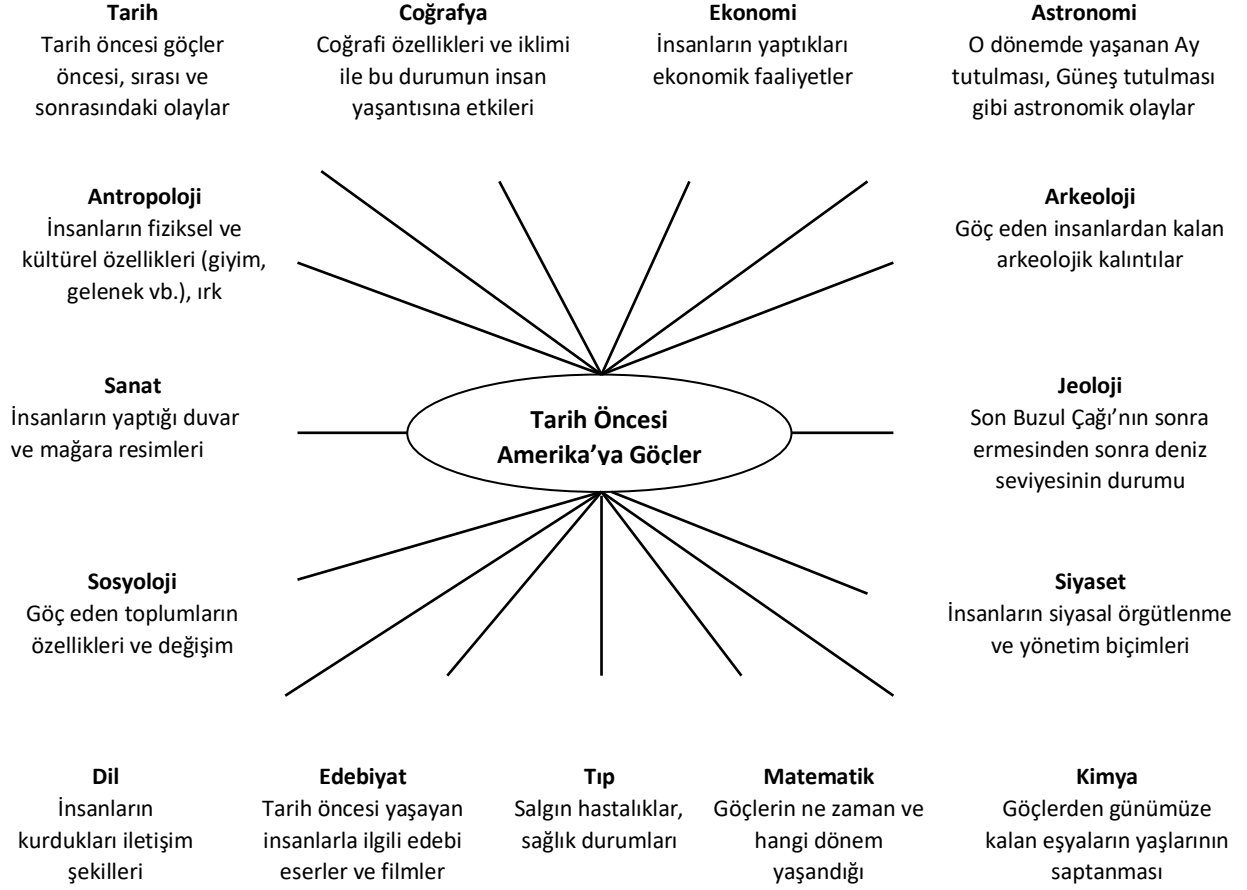 Tarih
Tarih öncesi göçler
öncesi, sırası ve
sonrasındaki olaylar
Coğrafya
Coğrafi özellikleri ve iklimi
ile bu durumun insan
yaşantısına etkileri
Ekonomi
İnsanların yaptıkları
ekonomik faaliyetler
Astronomi
O dönemde yaşanan Ay
tutulması, Güneş tutulması
gibi astronomik olaylar
Antropoloji
İnsanların fiziksel ve
kültürel özellikleri (giyim,
gelenek vb.), ırk
Arkeoloji
Göç eden insanlardan kalan
arkeolojik kalıntılar
Sanat
İnsanların yaptığı duvar
ve mağara resimleri
Tarih Öncesi
Amerika’ya Göçler
Jeoloji
Son Buzul Çağı’nın sonra
ermesinden sonra deniz
seviyesinin durumu
Sosyoloji
Göç eden toplumların
özellikleri ve değişim
Siyaset
İnsanların siyasal örgütlenme
ve yönetim biçimleri
Dil
İnsanların
kurdukları iletişim
şekilleri
Edebiyat
Tarih öncesi yaşayan
insanlarla ilgili edebi
eserler ve filmler
Tıp
Salgın hastalıklar,
sağlık durumları
Matematik
Göçlerin ne zaman ve
hangi dönem
yaşandığı
Kimya
Göçlerden günümüze
kalan eşyaların yaşlarının
saptanması